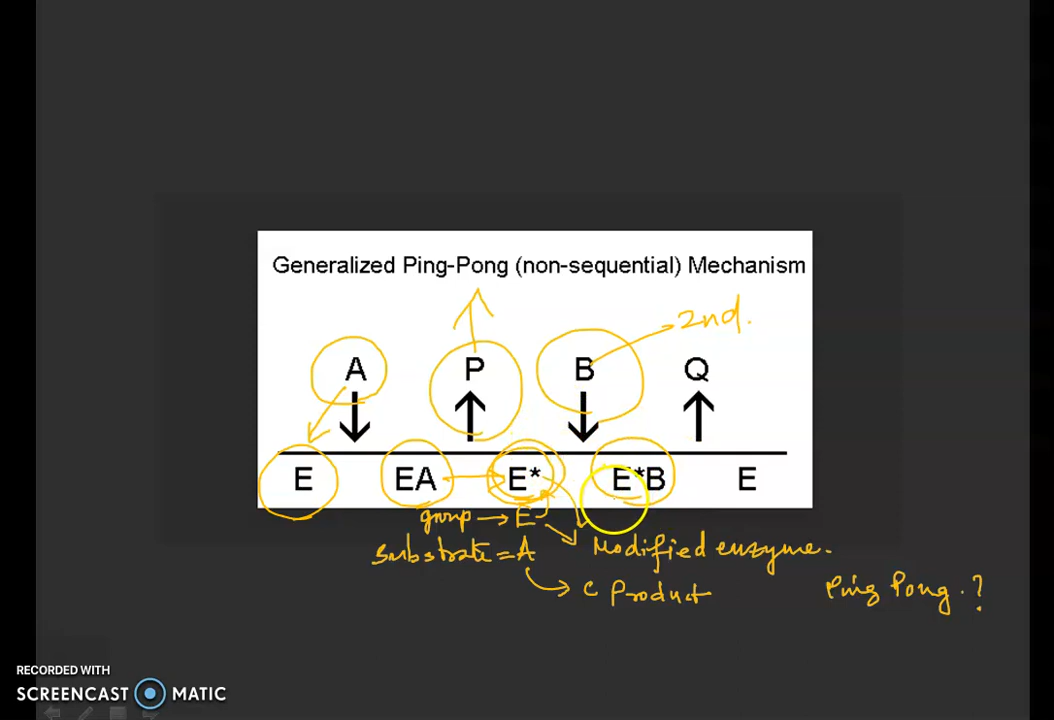 Generalized Ping-Pong (non-sequential) Mechanism
2nd.
A P B Q
E EA E* E*B E
group → E
Substrate = A Modified enzyme.
C Product Ping Pong.?
RECORDED WITH
SCREENCAST MATIC